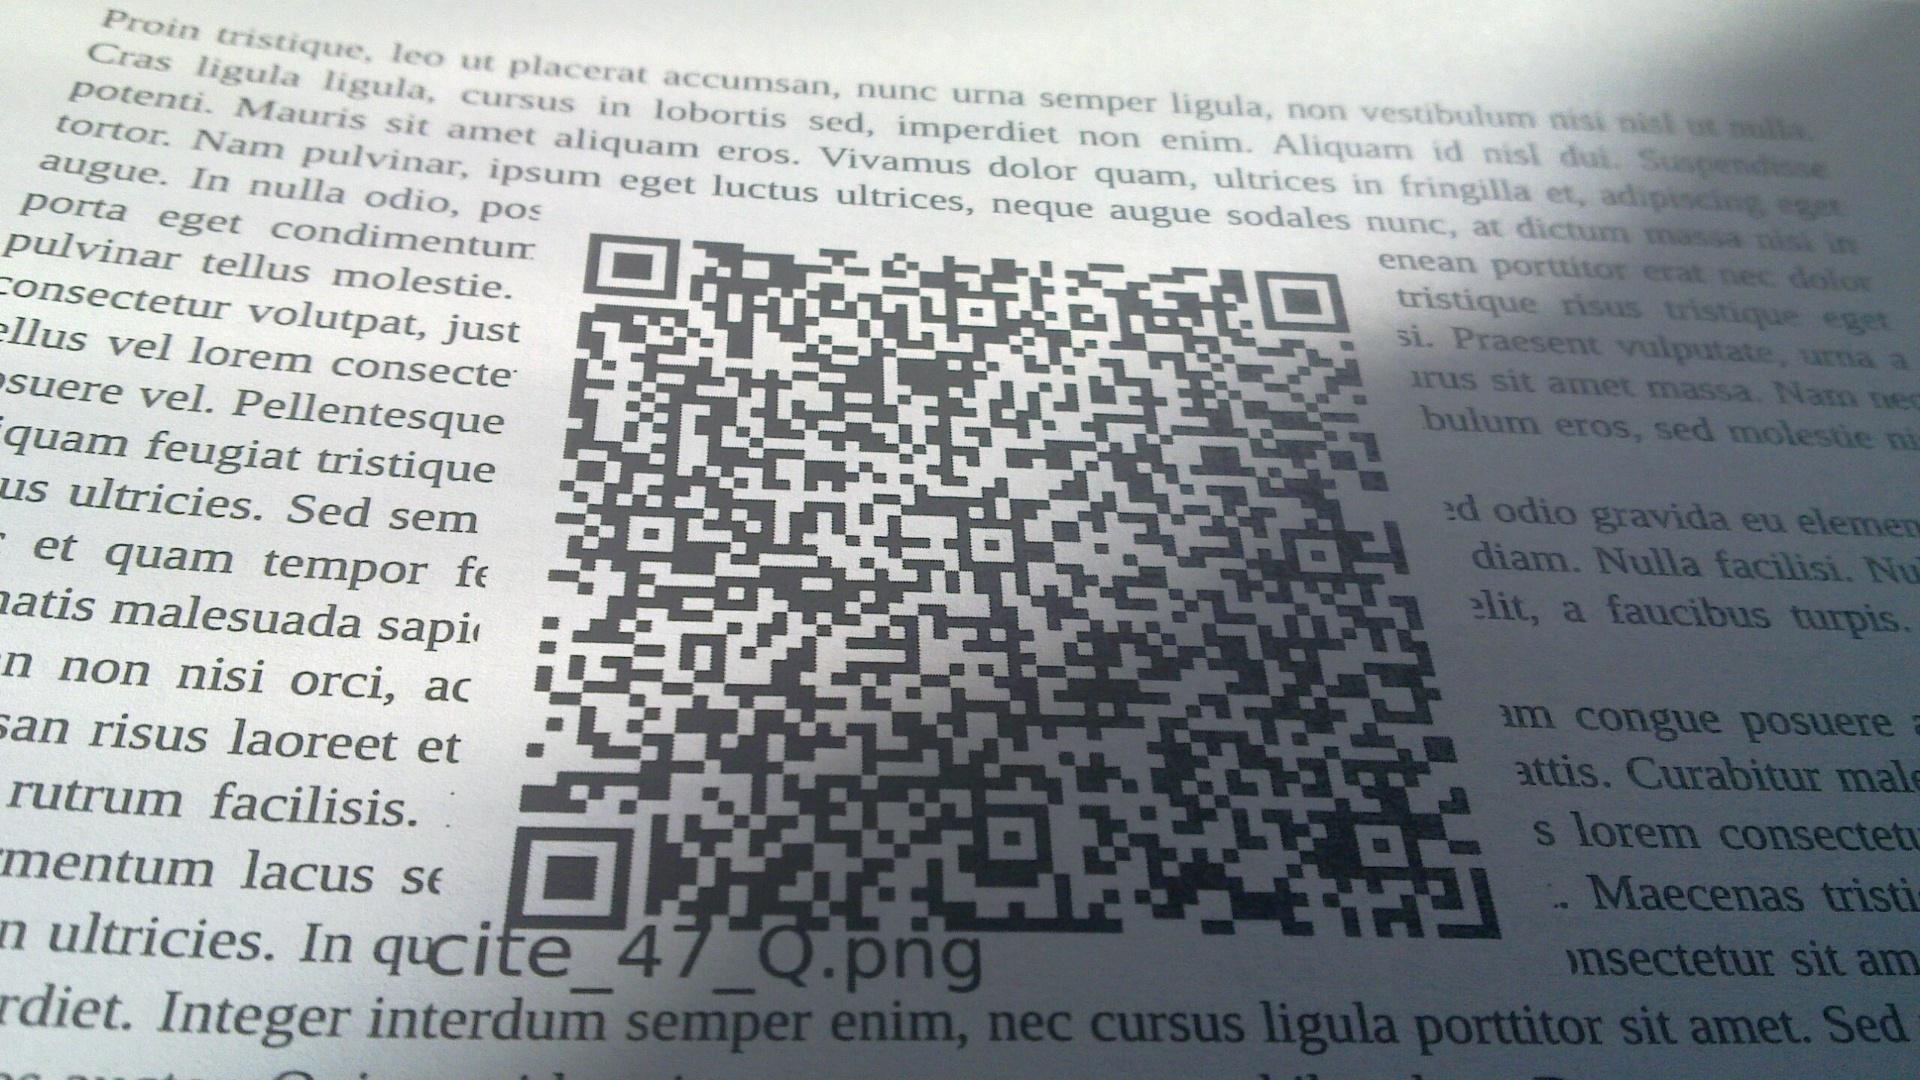 Proin tristique, leo ut placerat accumsan, nunc urna semper ligula, non vestibulum nisi nisl ut nulla.
Cras ligula ligula, cursus in lobortis sed, imperdiet non enim. Aliquam id nisl dui. Suspendisse
potenti. Mauris sit amet aliquam eros. Vivamus dolor quam, ultrices in fringilla et, adipiscing eget
tortor. Nam pulvinar, ipsum eget luctus ultrices, neque augue sodales nunc, at dictum massa nisi in
augue. In nulla odio, pos enean porttitor erat nec dolor
porta eget condimentum tristique risus tristique eget
pulvinar tellus molestie. si. Praesent vulputate, urna a
consectetur volutpat, just irus sit amet massa. Nam nec
ellus vel lorem consecte bulum eros, sed molestie
osuere vel. Pellentesque
iquam feugiat tristique ed odio gravida eu elemen
us ultricies. Sed sem diam. Nulla facilisi. Nu
et quam tempor elit, a faucibus turpis.
natis malesuada
n non nisi orci, ac im congue posuere
san risus laoreet et attis. Curabitur male
rutrum facilisis. s lorem consectetu
rmentum lacus . Maecenas tristi
n ultricies. In qu onsectetur sit am
cite_47_Q.png
rdiet. Integer interdum semper enim, nec cursus ligula porttitor sit amet. Sed